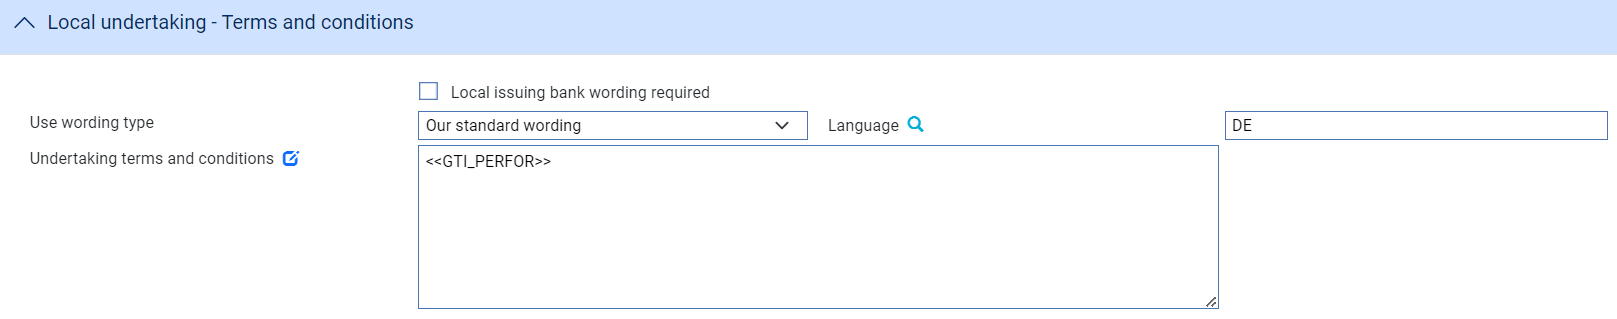 Local undertaking - Terms and conditions
Local issuing bank wording required
Use wording type
Our standard wording
Language
DE
Undertaking terms and conditions
<<GTI_PERFOR>>